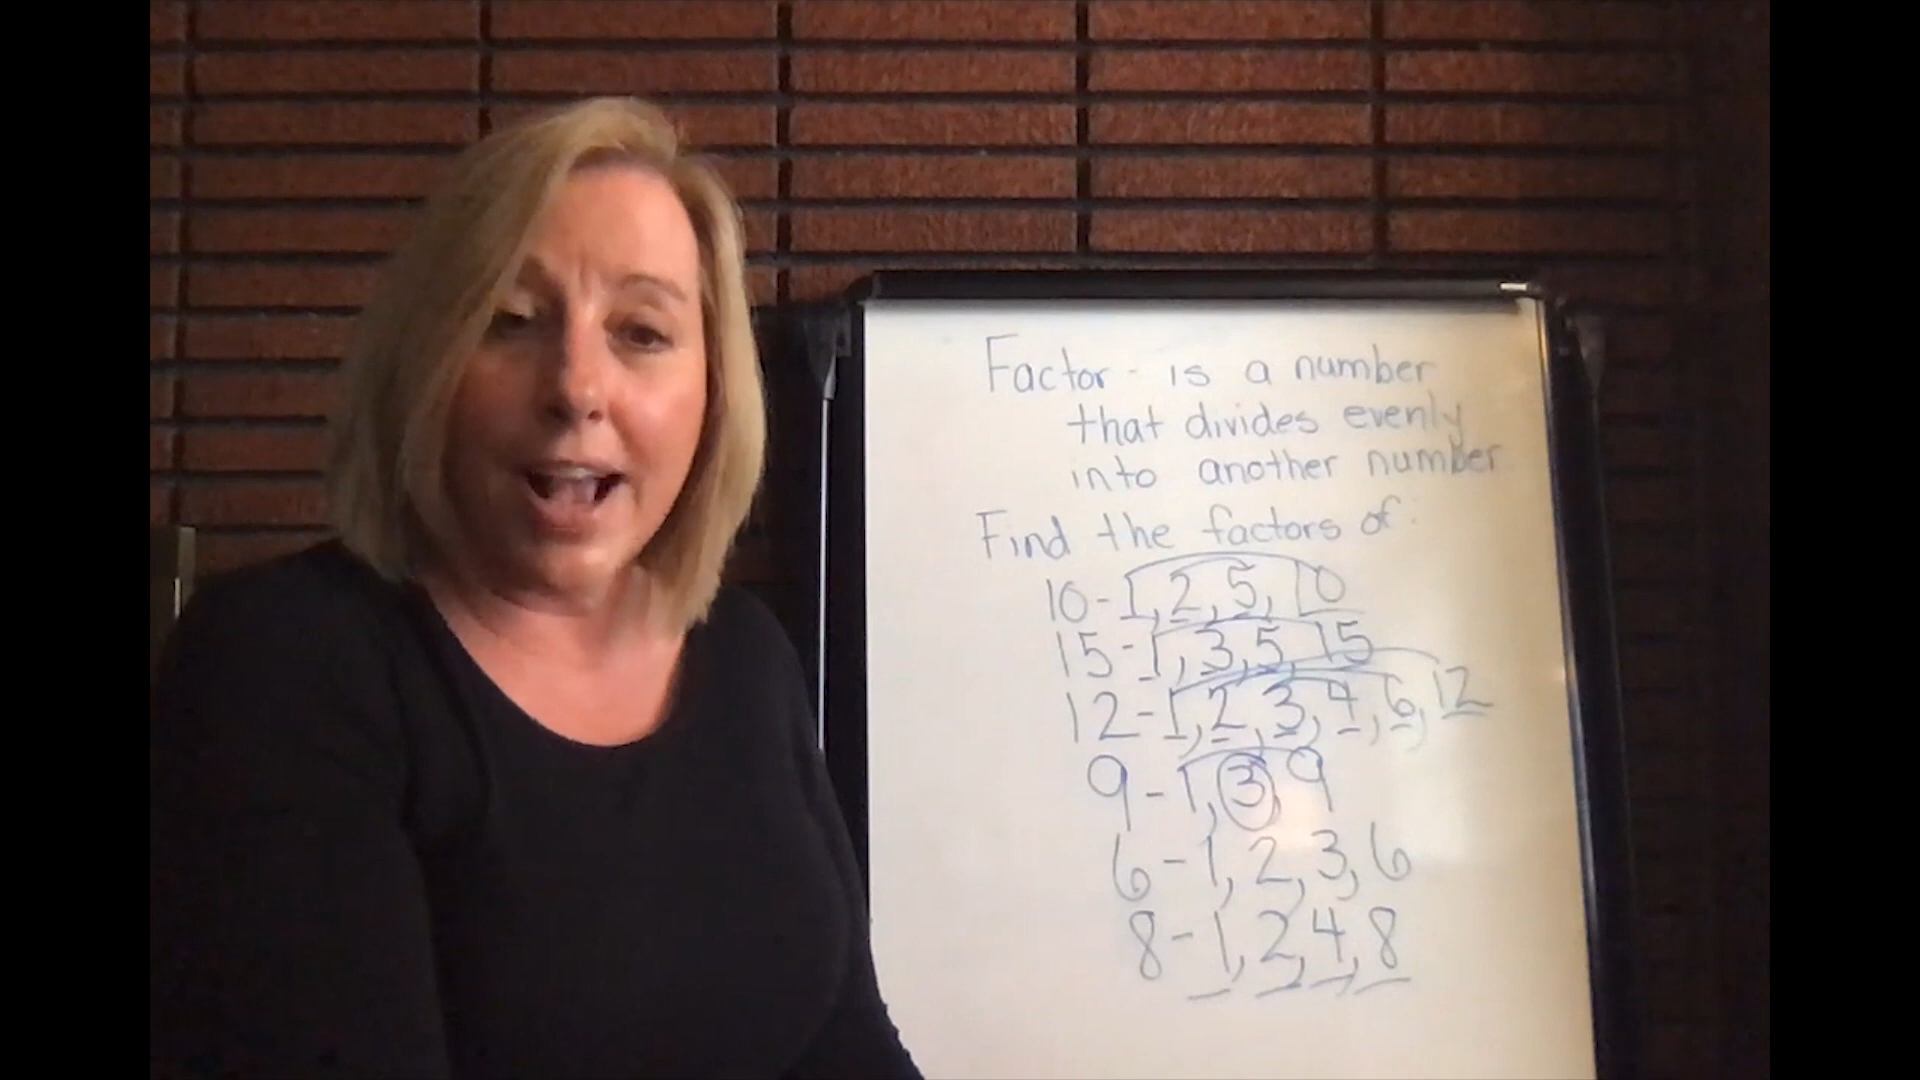 Factor - is a number
that divides evenly
into another number
Find the factors of:
10-1, 2, 5, 10
15-1, 3, 5, 15
12-1, 2, 3, 4, 6, 12
9-1, 3, 9
6-1, 2, 3, 6
8-1, 2, 4, 8